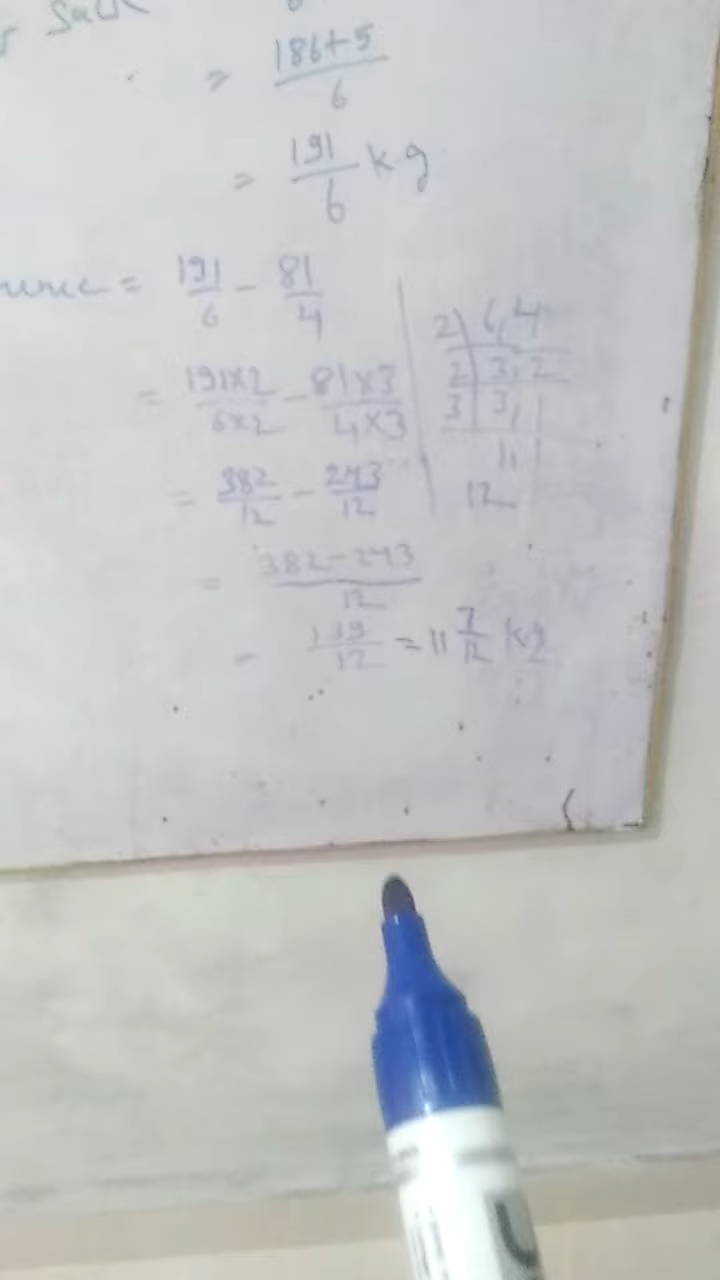 = 186+5 / 6
= 191/6 kg
= 191/6 - 81/4
= 191×2 / 6×2 - 81×3 / 4×3
= 382/12 - 243/12
= 382-243 / 12
= 139/12 = 11 7/12 kg
2 6,4
2 3,2
3 3,1
1,1
12